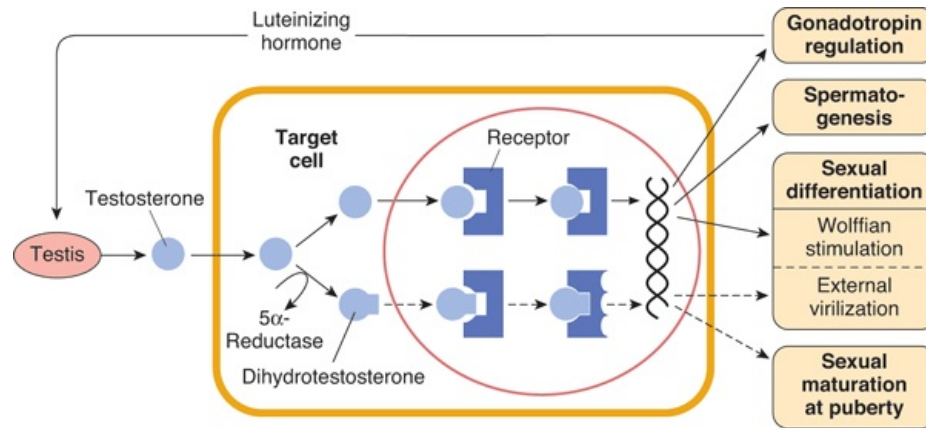 Luteinizing
hormone
Gonadotropin
regulation
Spermato-
genesis
Target
cell
Receptor
Sexual
differentiation
Testosterone
Wolffian
stimulation
Testis
External
virilization
5α-
Reductase
Dihydrotestosterone
Sexual
maturation
at puberty